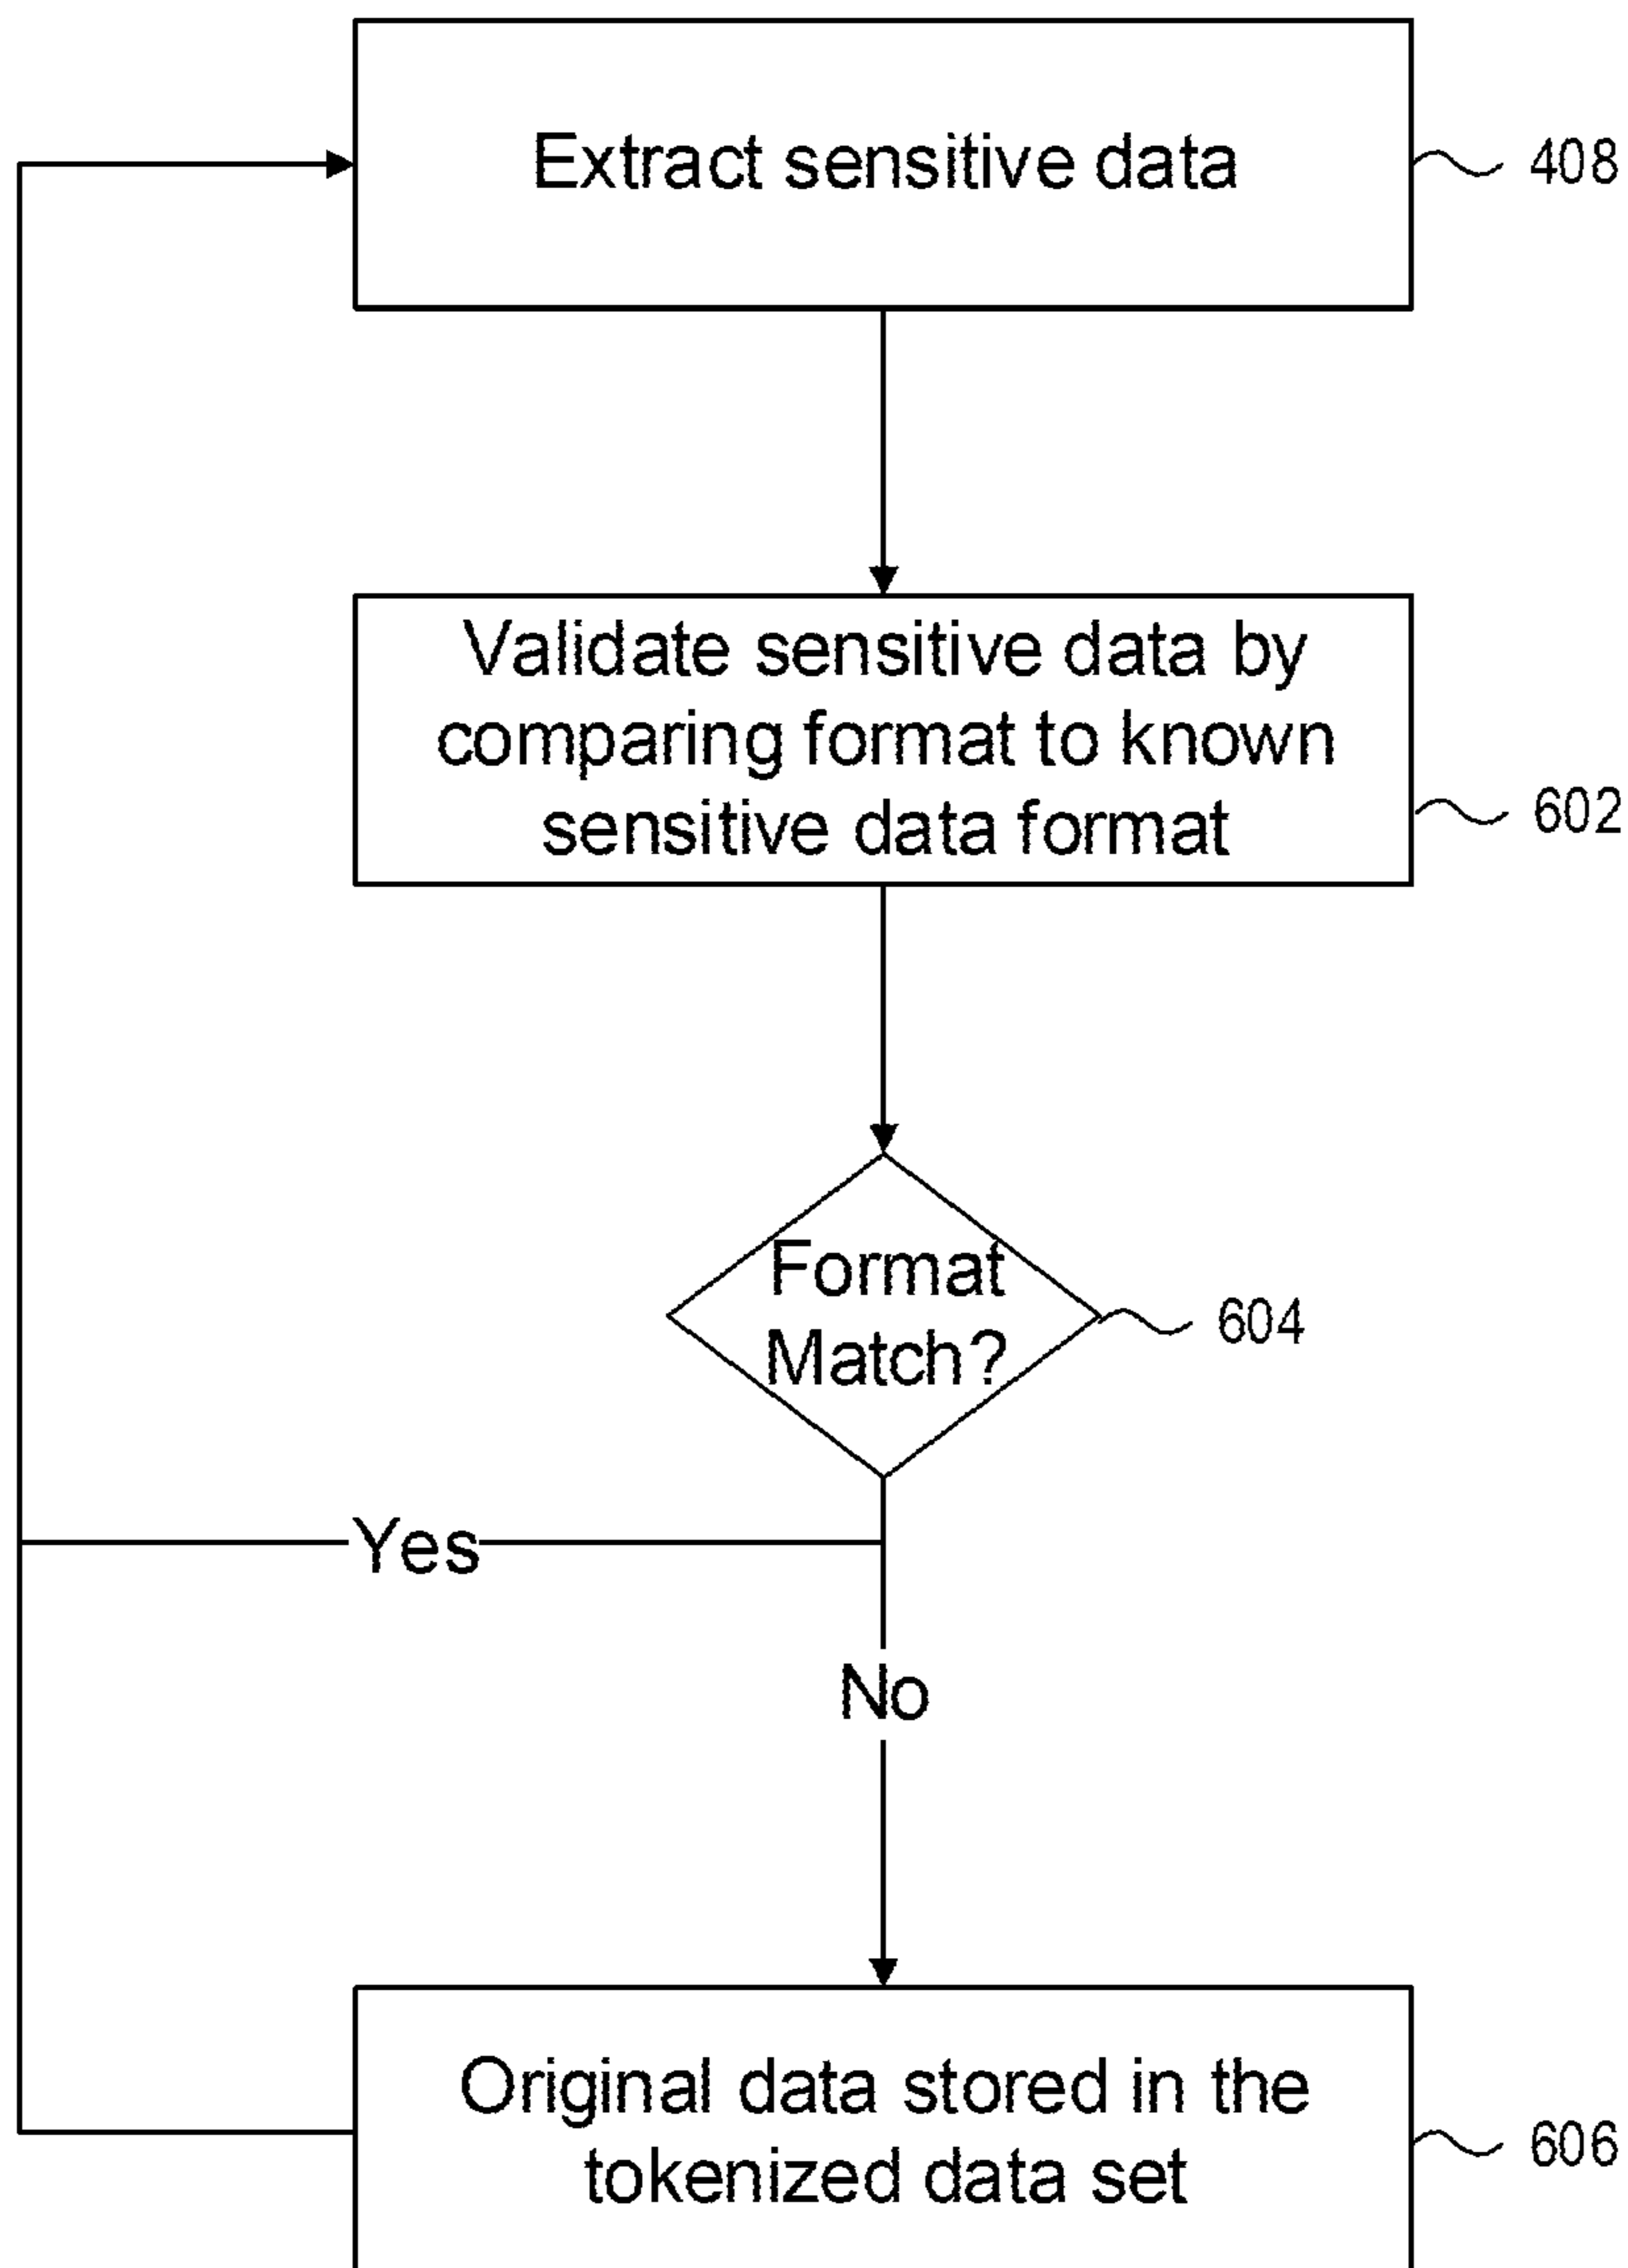 Extract sensitive data
408
Validate sensitive data by
comparing format to known
sensitive data format
602
Format
Match?
604
Yes
No
Original data stored in the
tokenized data set
606